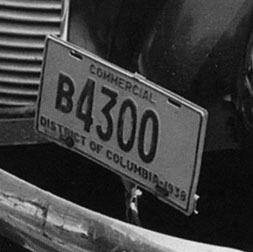 COMMERCIAL
B4300
DISTRICT OF COLUMBIA-1938